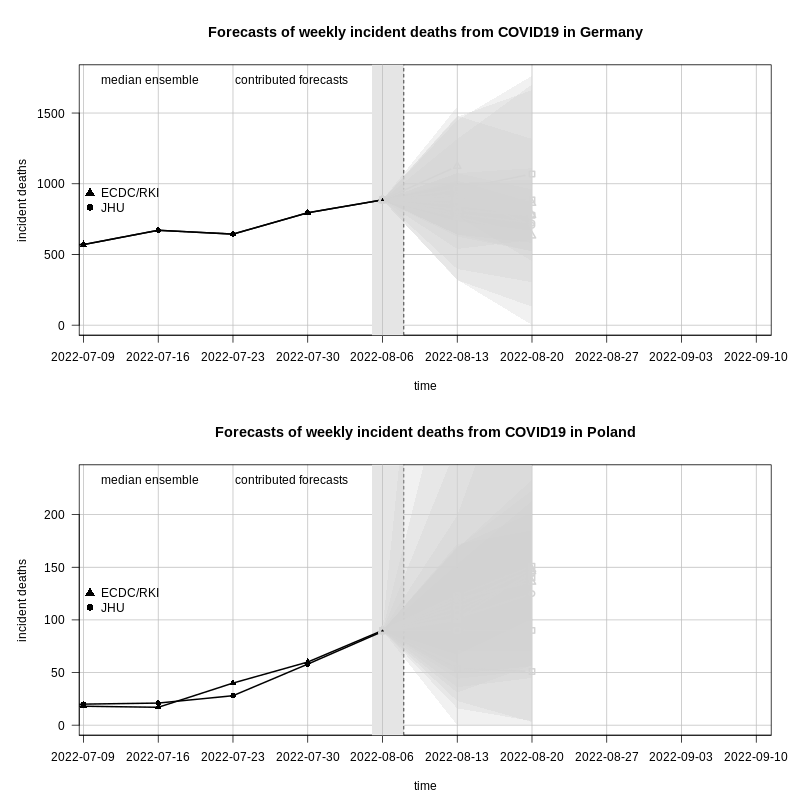 Forecasts of weekly incident deaths from COVID19 in Germany
median ensemble contributed forecasts
1500
1000
500
0
incident deaths
ECDC/RKI
JHU
2022-07-09 2022-07-16 2022-07-23 2022-07-30 2022-08-06 2022-08-13 2022-08-20 2022-08-27 2022-09-03 2022-09-10
time
Forecasts of weekly incident deaths from COVID19 in Poland
median ensemble contributed forecasts
200
150
100
50
0
incident deaths
ECDC/RKI
JHU
2022-07-09 2022-07-16 2022-07-23 2022-07-30 2022-08-06 2022-08-13 2022-08-20 2022-08-27 2022-09-03 2022-09-10
time